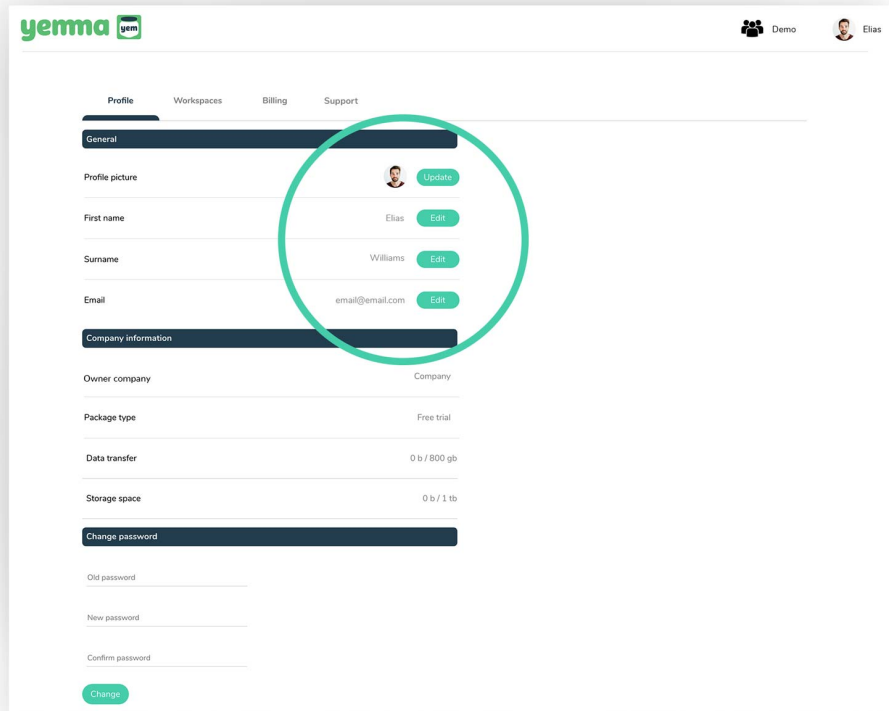 yemma yem
Demo
Elias
Profile Workspaces Billing Support
General
Profile picture Update
First name Elias Edit
Surname Williams Edit
Email email@email.com Edit
Company information
Owner company Company
Package type Free trial
Data transfer 0 b / 800 gb
Storage space 0 b / 1 tb
Change password
Old password
New password
Confirm password
Change